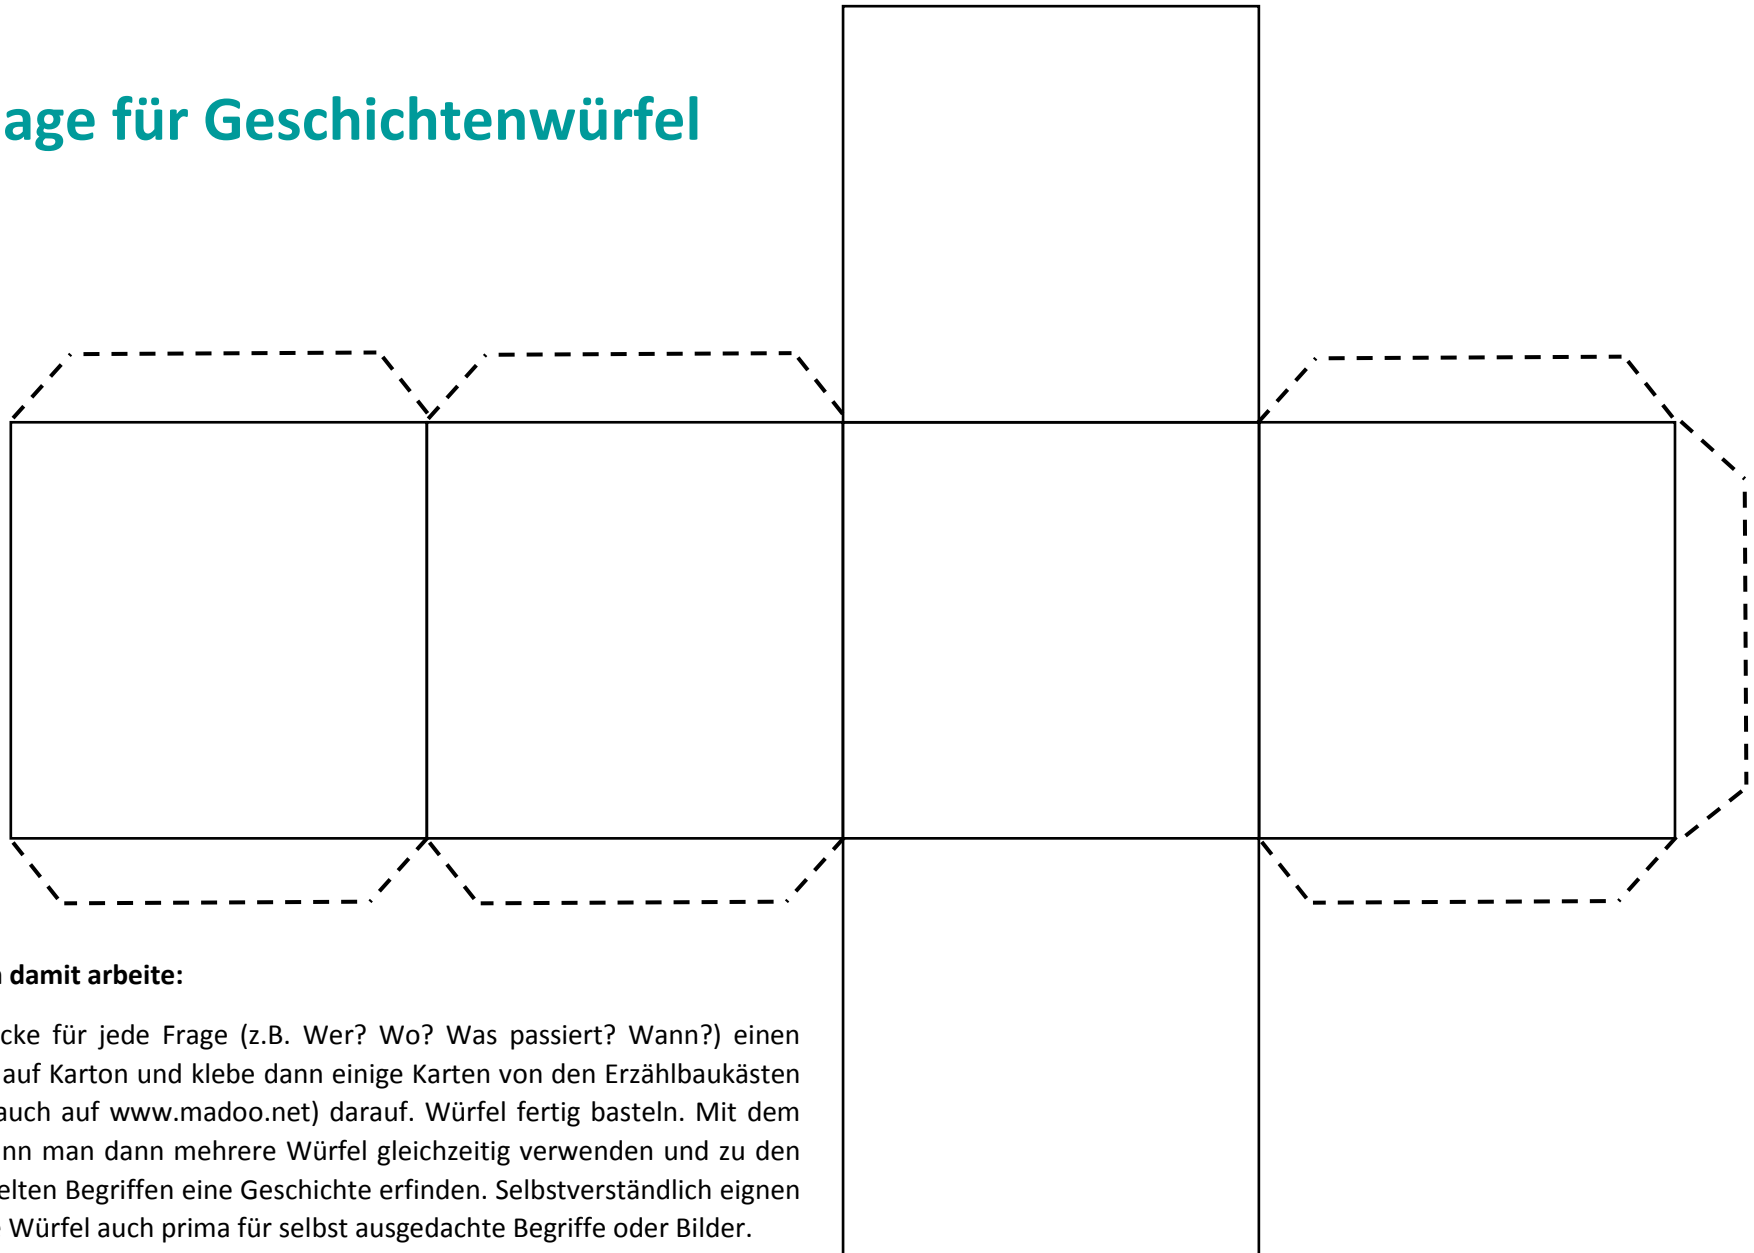 age für Geschichtenwürfel
damit arbeite:
cke für jede Frage (z.B. Wer? Wo? Was passiert? Wann?) einen
auf Karton und klebe dann einige Karten von den Erzählbaukästen
auch auf www.madoo.net) darauf. Würfel fertig basteln. Mit dem
nn man dann mehrere Würfel gleichzeitig verwenden und zu den
elten Begriffen eine Geschichte erfinden. Selbstverständlich eignen
Würfel auch prima für selbst ausgedachte Begriffe oder Bilder.